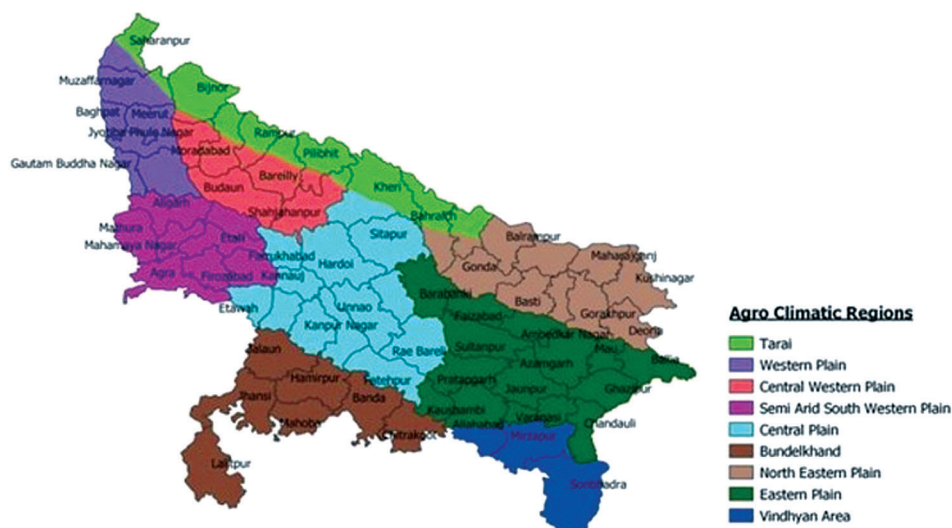 Saharanpur
Muzaffarnagar
Bijnor
Baghpat
Meerut
Jyotiba Phule Nagar
Rampur
Moradabad
Pilibhit
Gautam Buddha Nagar
Bareilly
Budaun
Kheri
Aligarh
Shahjahanpur
Bahraich
Mathura
Etah
Sitapur
Balrampur
Mahamaya Nagar
Farrukhabad
Hardoi
Mahasajganj
Agra
Firozabad
Kannauj
Gonda
Kushinagar
Barabanki
Basti
Etawah
Unnao
Faizabad
Gorakhpur
Kanpur Nagar
Ambedkar Nagar
Deoria
Jalaun
Rae Bareli
Sultanpur
Mau
Ballia
Azamgarh
Hamirpur
Fatehpur
Pratapgarh
Jaunpur
Ghazipur
Jhansi
Banda
Mahoba
Kaushambi
Allahabad
Varanasi
Chandauli
Chitrakoot
Mirzapur
Lalitpur
Sonbhadra
Agro Climatic Regions
Tarai
Western Plain
Central Western Plain
Semi Arid South Western Plain
Central Plain
Bundelkhand
North Eastern Plain
Eastern Plain
Vindhyan Area